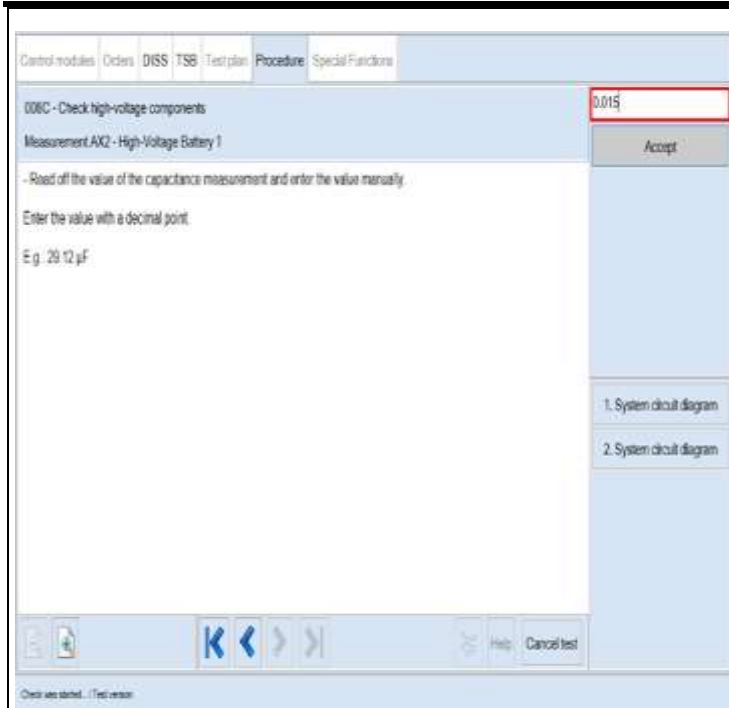 Control modules Orders DISS TSB Test plan Procedure Special Functions
008C - Check high-voltage components
Measurement AX2 - High-Voltage Battery 1
0.015
Accept
- Read off the value of the capacitance measurement and enter the value manually.
Enter the value with a decimal point.
E.g. 29.12 µF
1. System circuit diagram
2. System circuit diagram
Help Cancel test
Check was started... / Test version